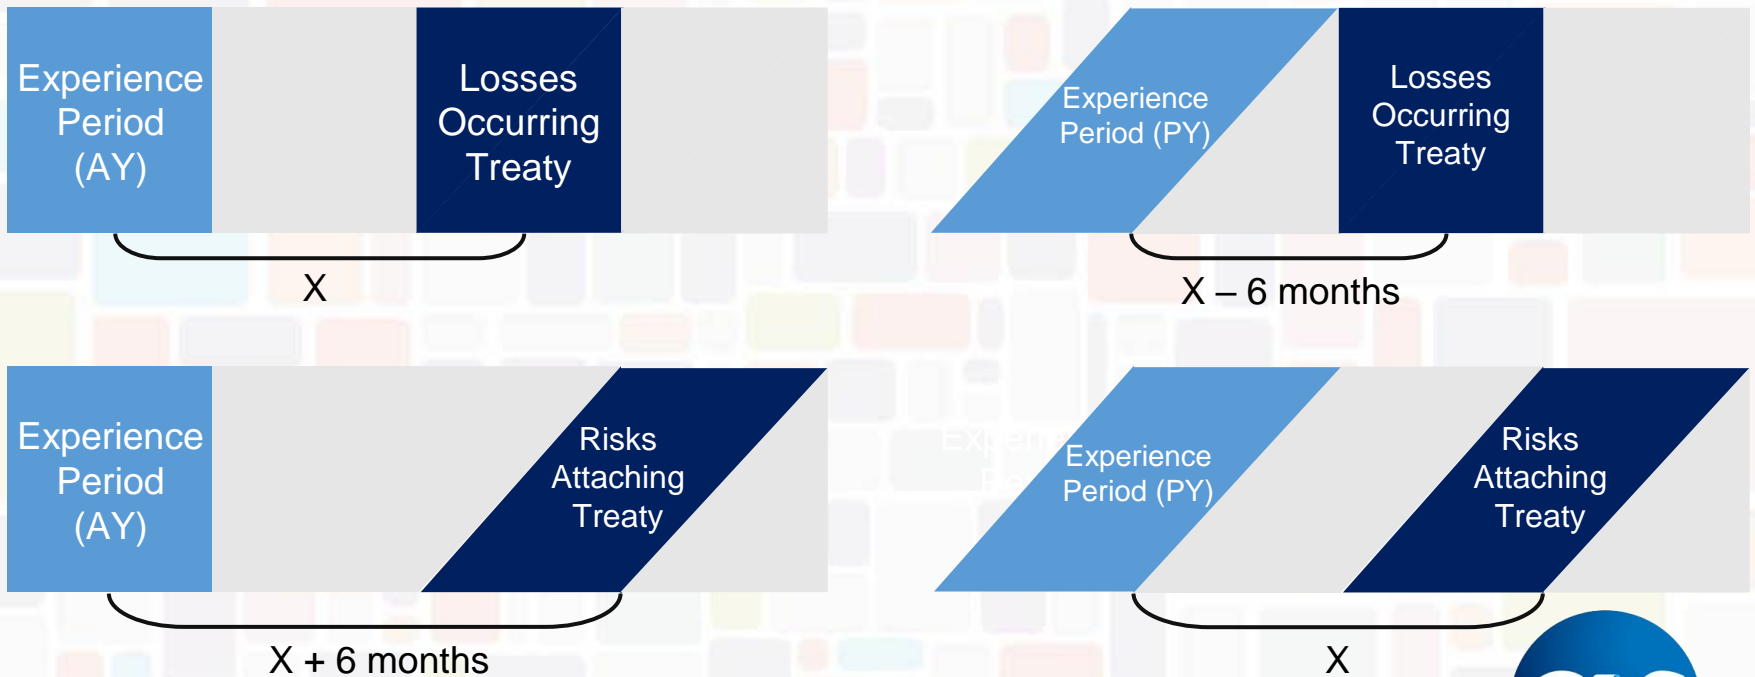 Experience
Period
(AY)
Losses
Occurring
Treaty
X
Experience
Period (PY)
Losses
Occurring
Treaty
X – 6 months
Experience
Period
(AY)
Risks
Attaching
Treaty
X + 6 months
Experience
Period (PY)
Risks
Attaching
Treaty
X